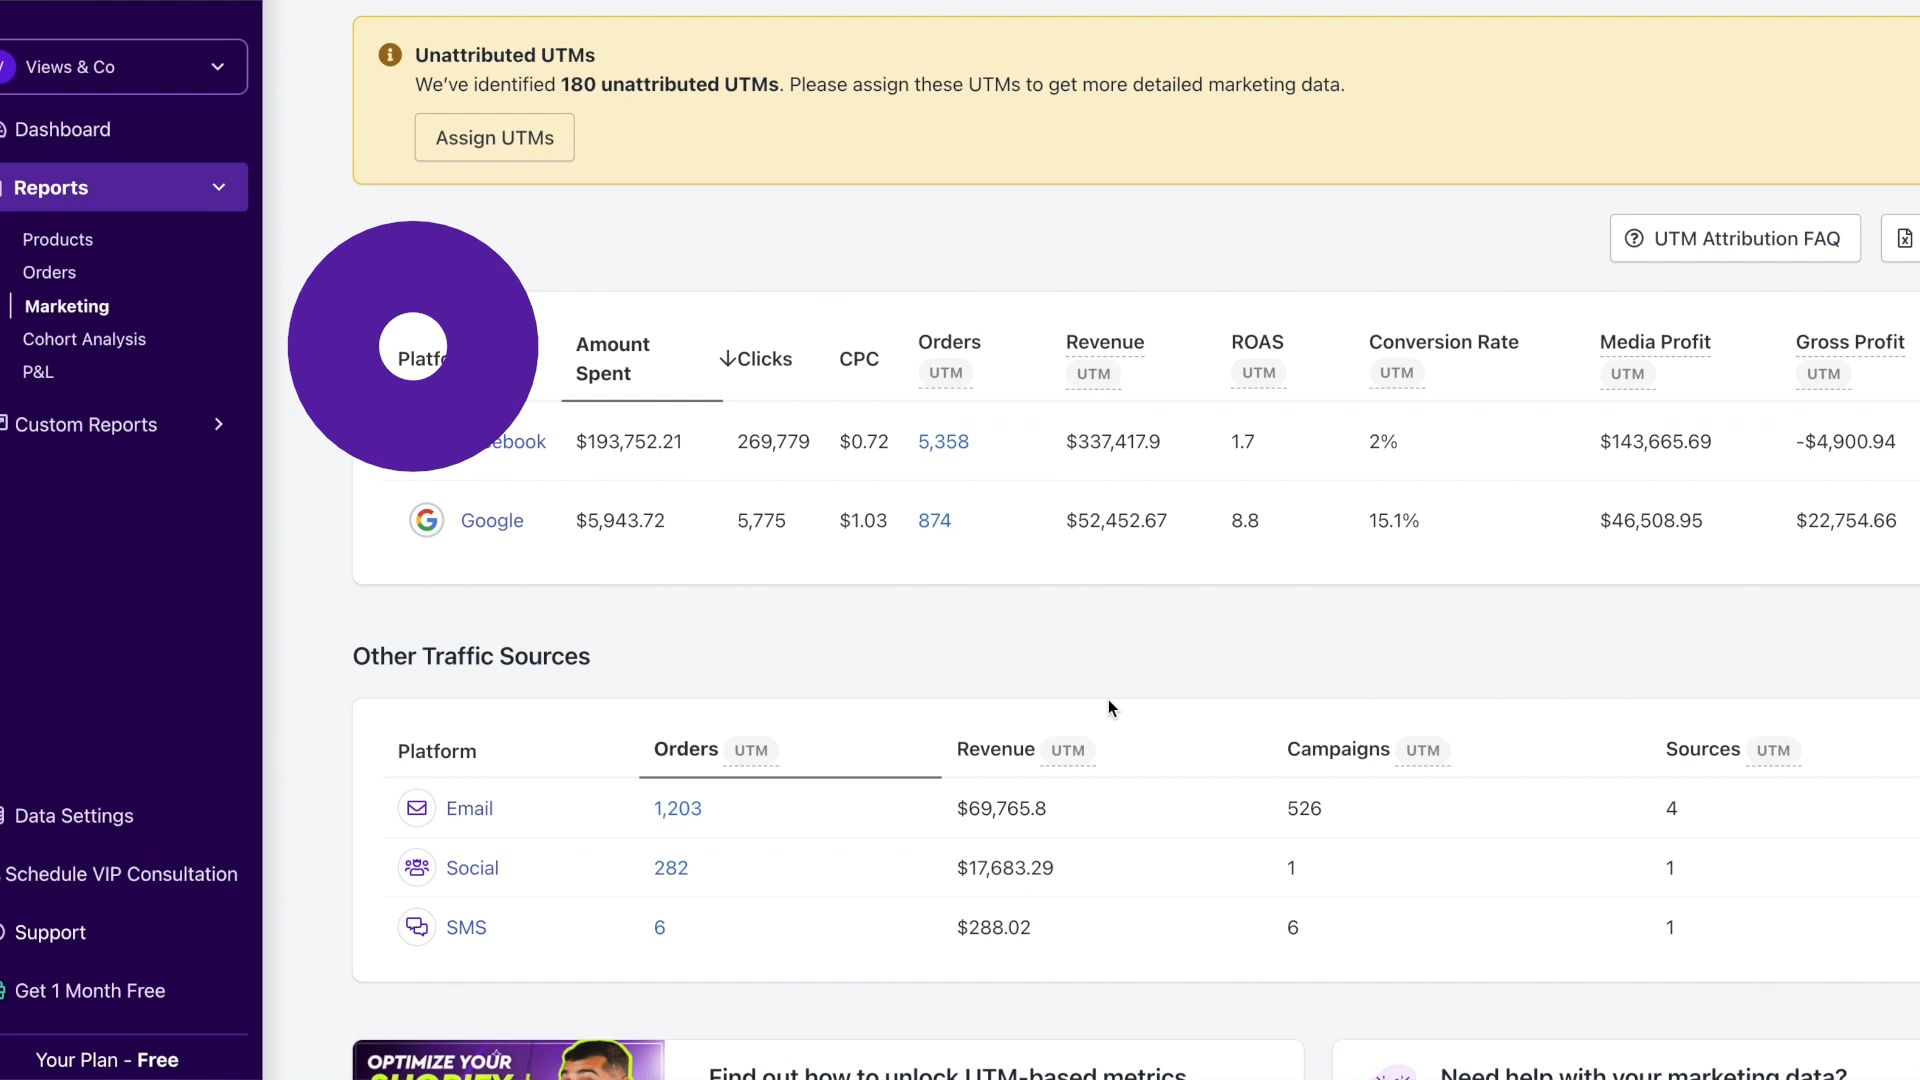 Views & Co
Dashboard
Reports
Products
Orders
Marketing
Cohort Analysis
P&L
Custom Reports
Data Settings
Schedule VIP Consultation
Support
Get 1 Month Free
Your Plan - Free
Unattributed UTMs
We've identified 180 unattributed UTMs. Please assign these UTMs to get more detailed marketing data.
Assign UTMs
UTM Attribution FAQ
Platfo Amount Spent Clicks CPC Orders UTM Revenue UTM ROAS UTM Conversion Rate UTM Media Profit UTM Gross Profit UTM
ebook $193,752.21 269,779 $0.72 5,358 $337,417.9 1.7 2% $143,665.69 -$4,900.94
Google $5,943.72 5,775 $1.03 874 $52,452.67 8.8 15.1% $46,508.95 $22,754.66
Other Traffic Sources
Platform Orders UTM Revenue UTM Campaigns UTM Sources UTM
Email 1,203 $69,765.8 526 4
Social 282 $17,683.29 1 1
SMS 6 $288.02 6 1
OPTIMIZE YOUR
SHOPIFY
Find out how to unlock UTM-based metrics
Need help with your marketing data?